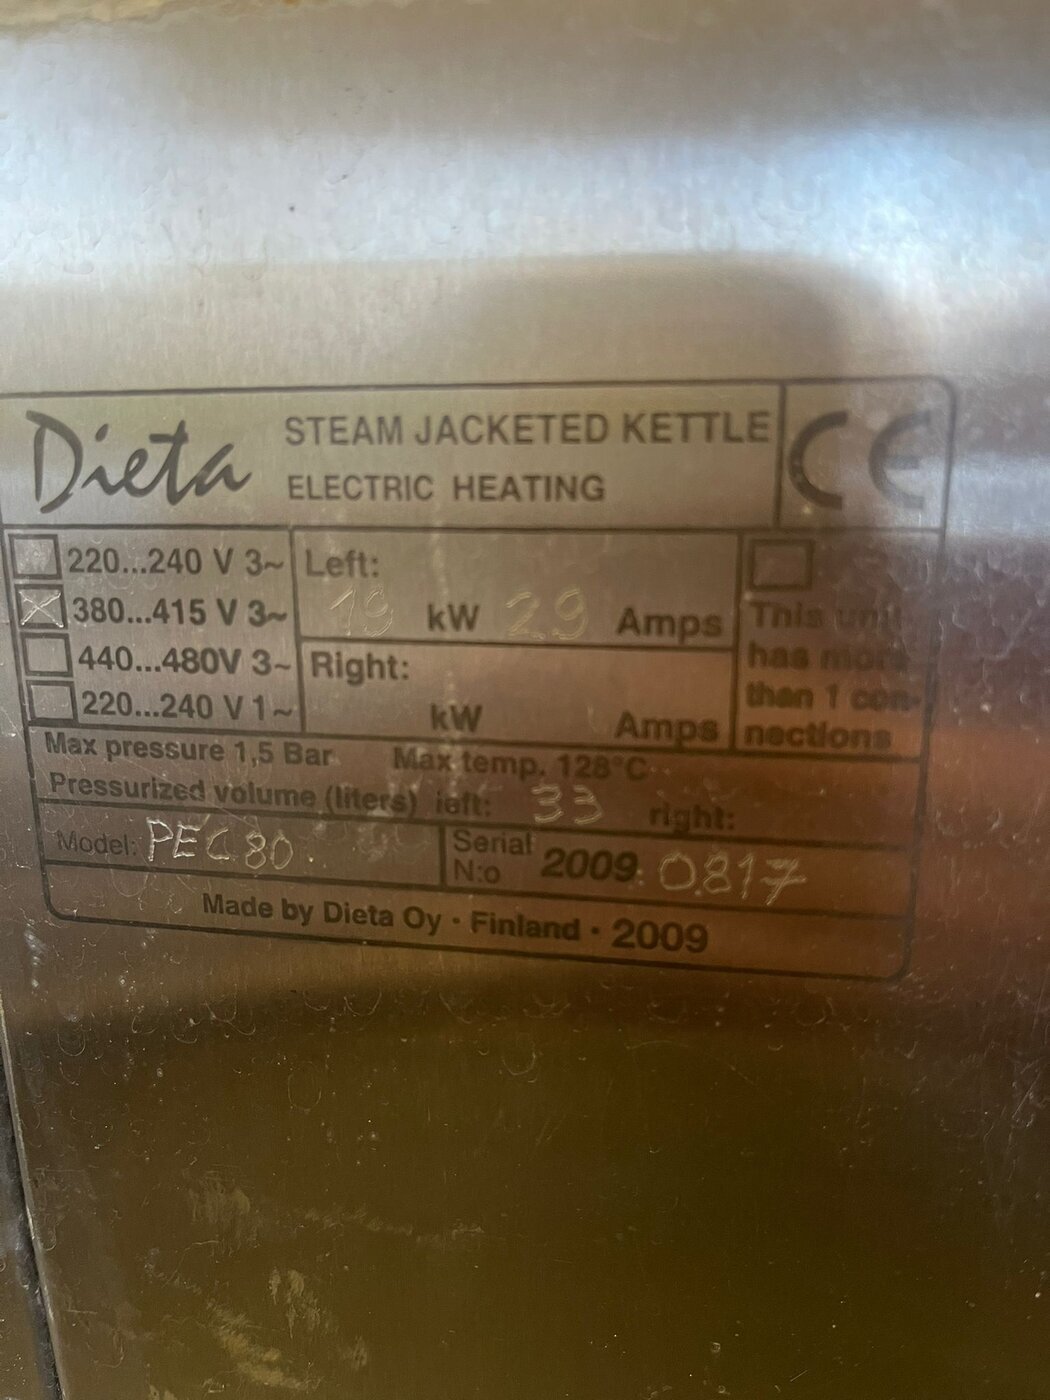 Dieta
STEAM JACKETED KETTLE
ELECTRIC HEATING
CE
220...240 V 3~
380...415 V 3~
440...480V 3~
220...240 V 1~
Left:
19 kW 29 Amps
Right:
kW Amps
This unit
has more
than 1 con-
nections
Max pressure 1,5 Bar Max temp. 128°C
Pressurized volume (liters) left: 33 right:
Model: PEC 80
Serial
N:o 2009 0817
Made by Dieta Oy · Finland · 2009